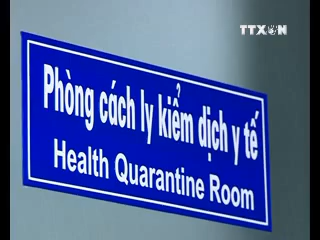 TTXVN
Phòng cách ly kiểm dịch y tế
Health Quarantine Room